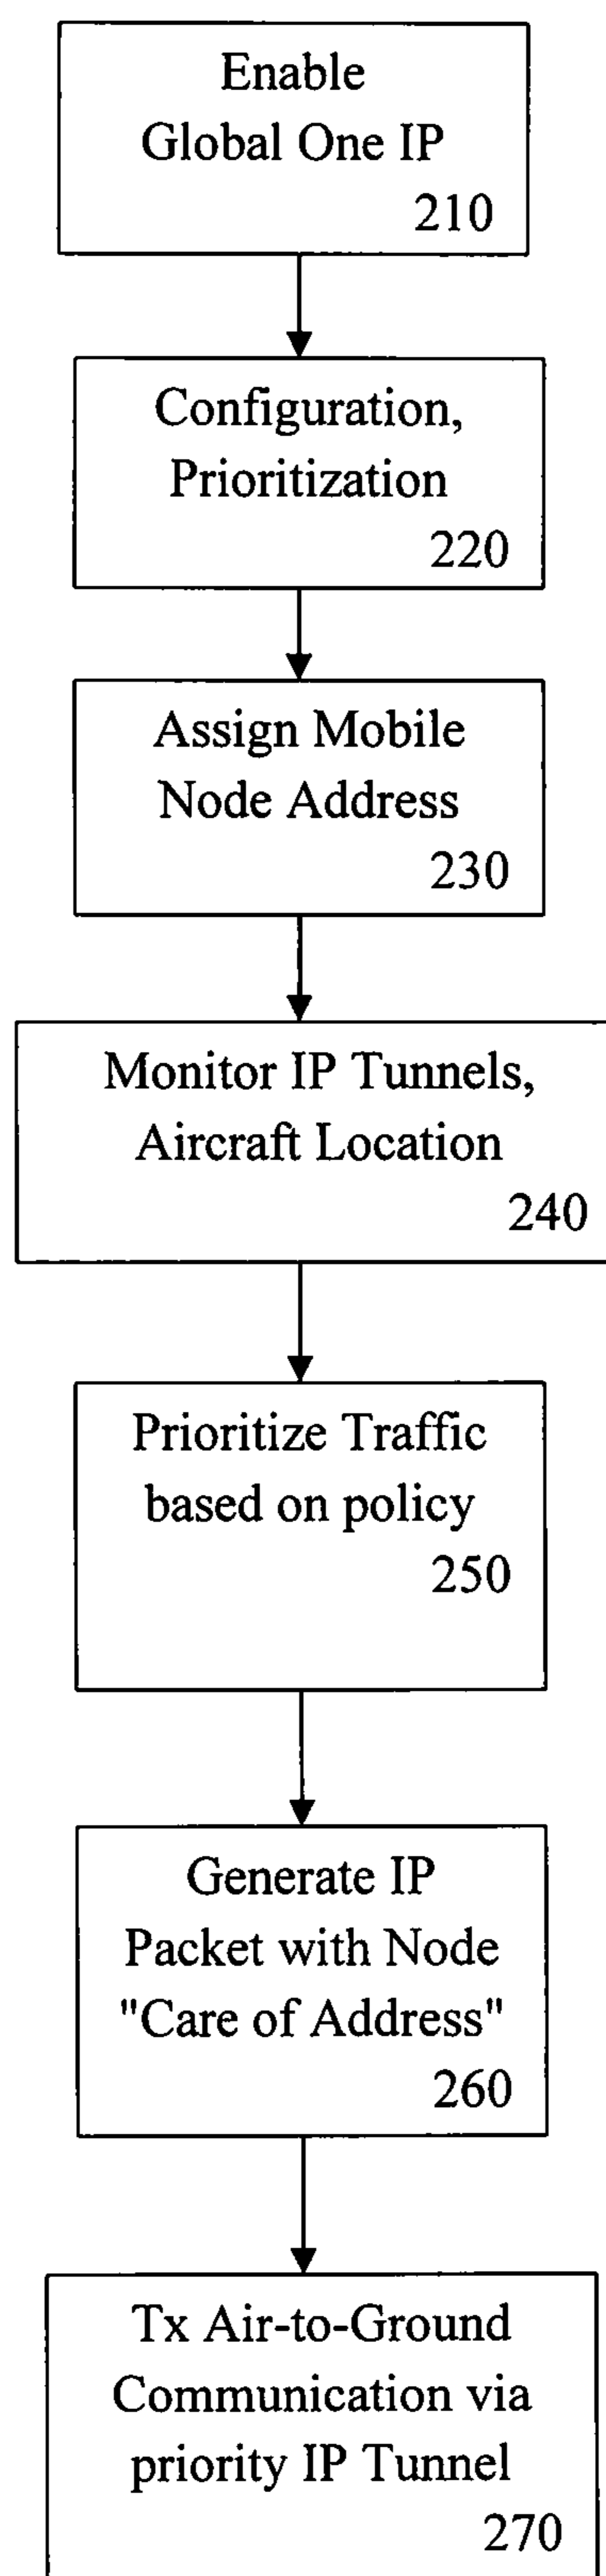 Enable
Global One IP
210
Configuration,
Prioritization
220
Assign Mobile
Node Address
230
Monitor IP Tunnels,
Aircraft Location
240
Prioritize Traffic
based on policy
250
Generate IP
Packet with Node
"Care of Address"
260
Tx Air-to-Ground
Communication via
priority IP Tunnel
270